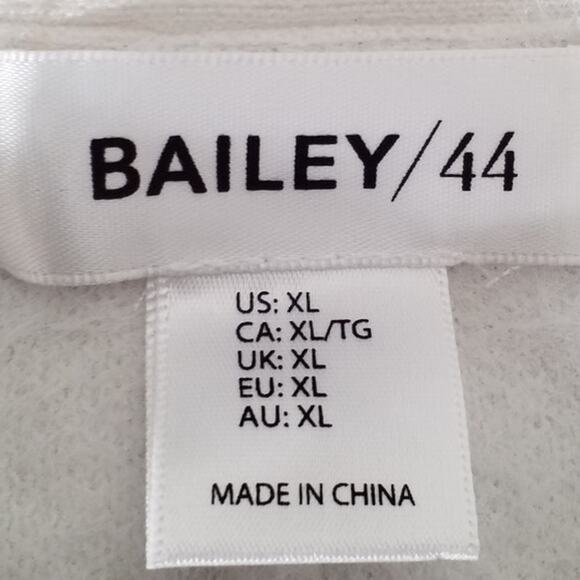 BAILEY/44
US: XL
CA: XL/TG
UK: XL
EU: XL
AU: XL
MADE IN CHINA